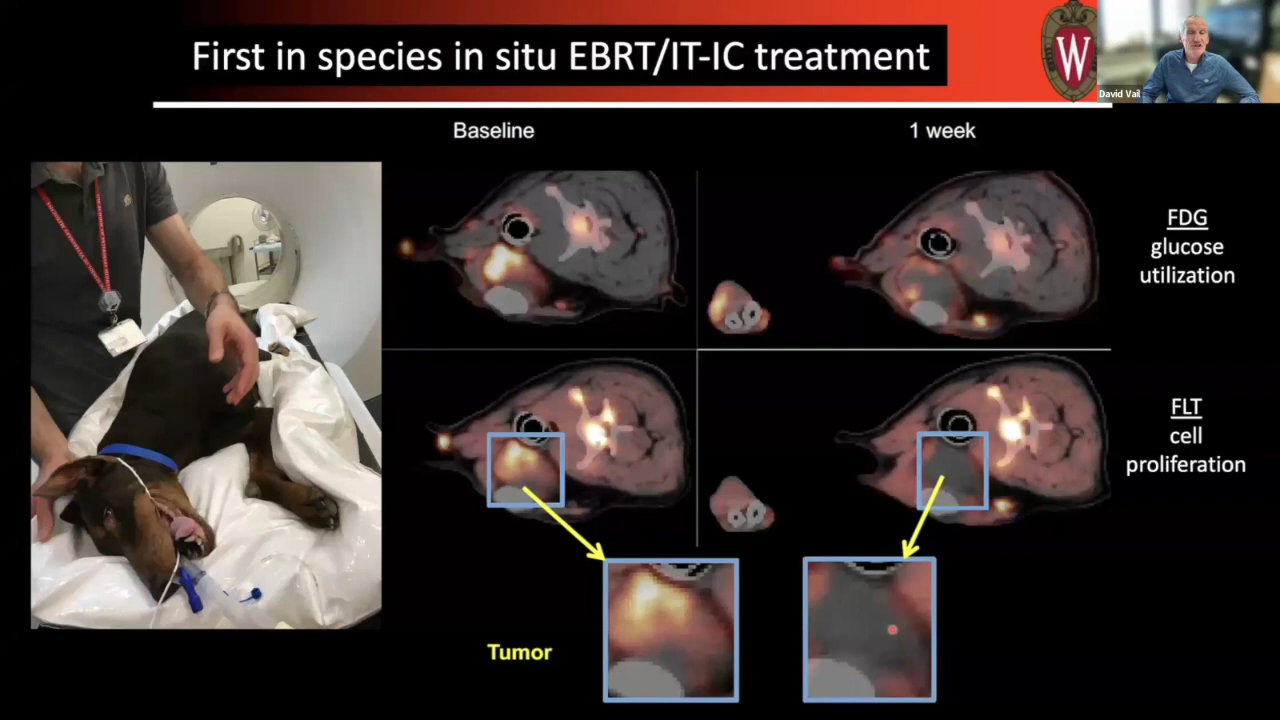 First in species in situ EBRT/IT-IC treatment
W
David Vail
Baseline
1 week
FDG
glucose
utilization
FLT
cell
proliferation
Tumor